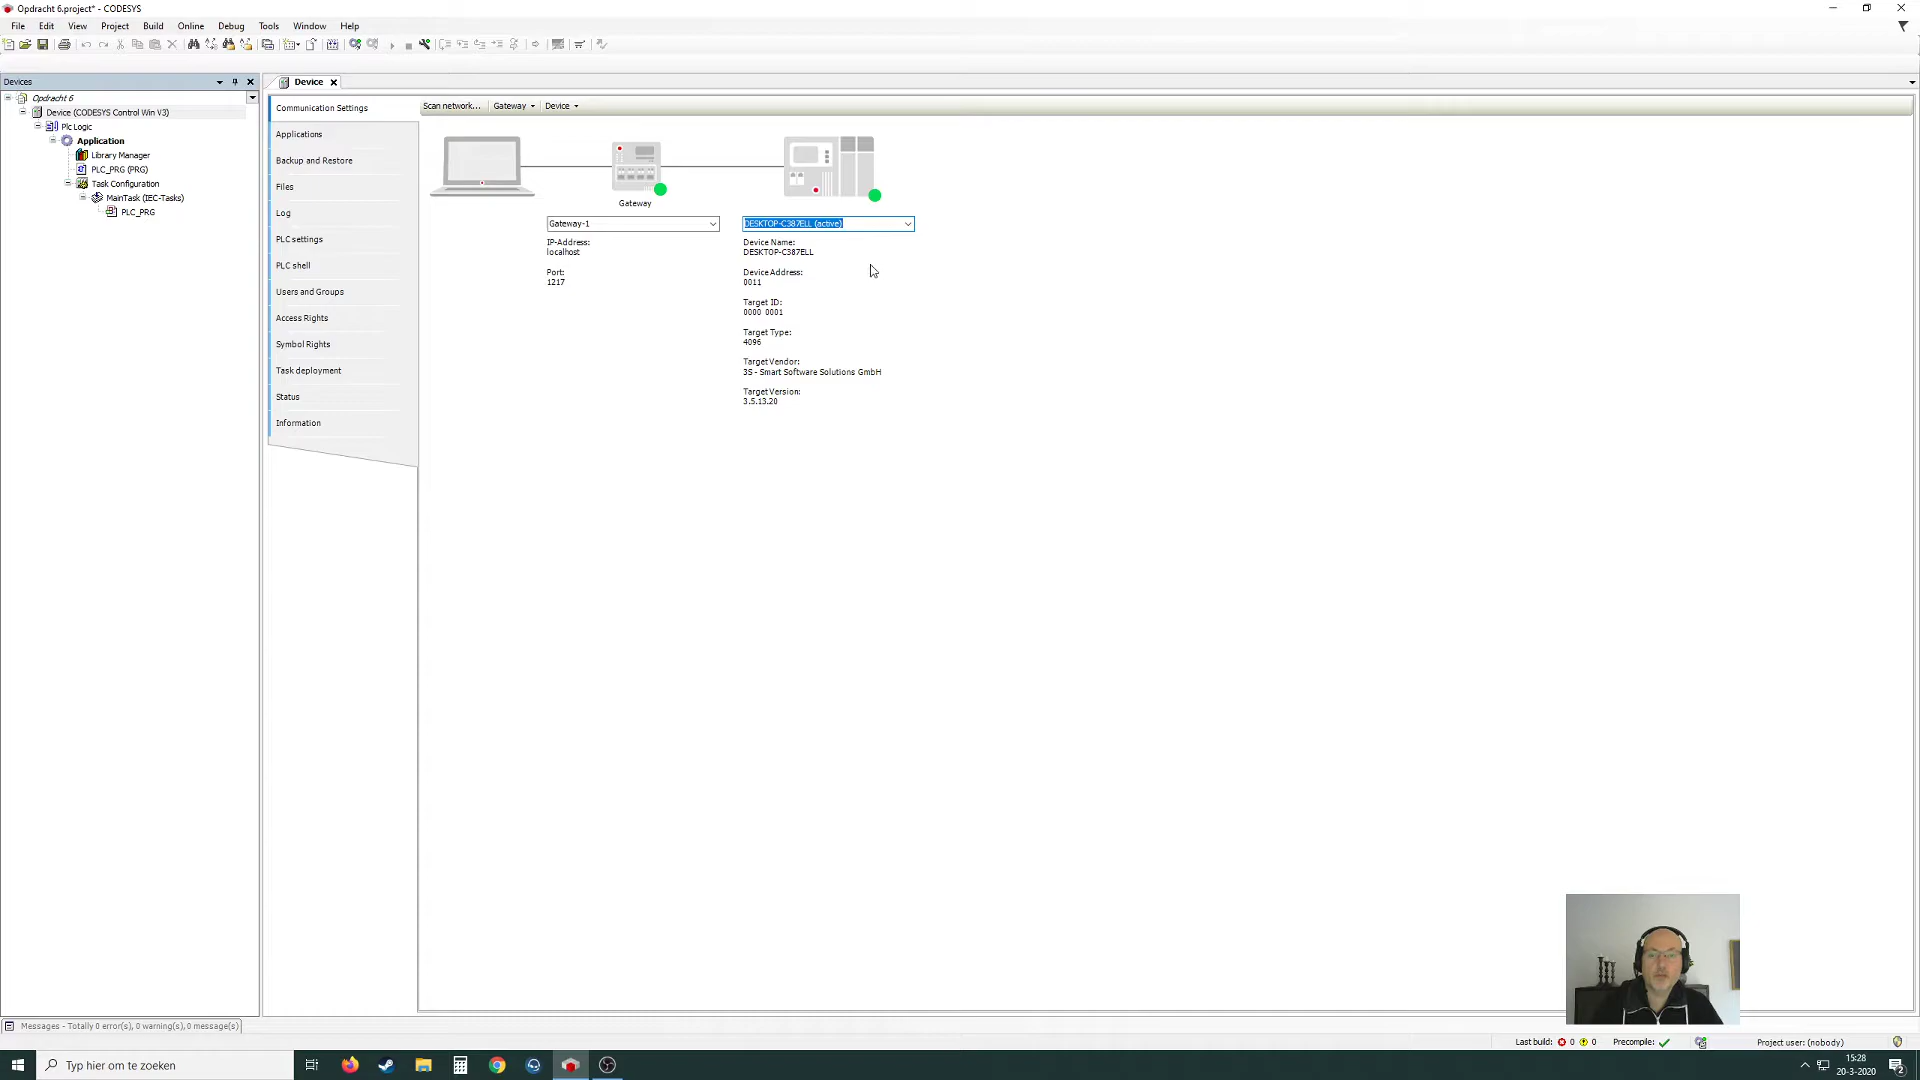 Opdracht 6.project* - CODESYS
File Edit View Project Build Online Debug Tools Window Help
Devices
Opdracht 6
Device (CODESYS Control Win V3)
Plc Logic
Application
Library Manager
PLC_PRG (PRG)
Task Configuration
MainTask (IEC-Tasks)
PLC_PRG
Device
Communication Settings
Applications
Backup and Restore
Files
Log
PLC settings
PLC shell
Users and Groups
Access Rights
Symbol Rights
Task deployment
Status
Information
Scan network... Gateway Device
Gateway
Gateway-1
IP-Address:
localhost
Port:
1217
DESKTOP-C387ELL (active)
Device Name:
DESKTOP-C387ELL
Device Address:
0011
Target ID:
0000 0001
Target Type:
4096
Target Vendor:
3S - Smart Software Solutions GmbH
Target Version:
3.5.13.20
Messages - Totally 0 error(s), 0 warning(s), 0 message(s)
Last build: 0 0 Precompile: Project user: (nobody)
Typ hier om te zoeken
15:28
20-3-2020
2